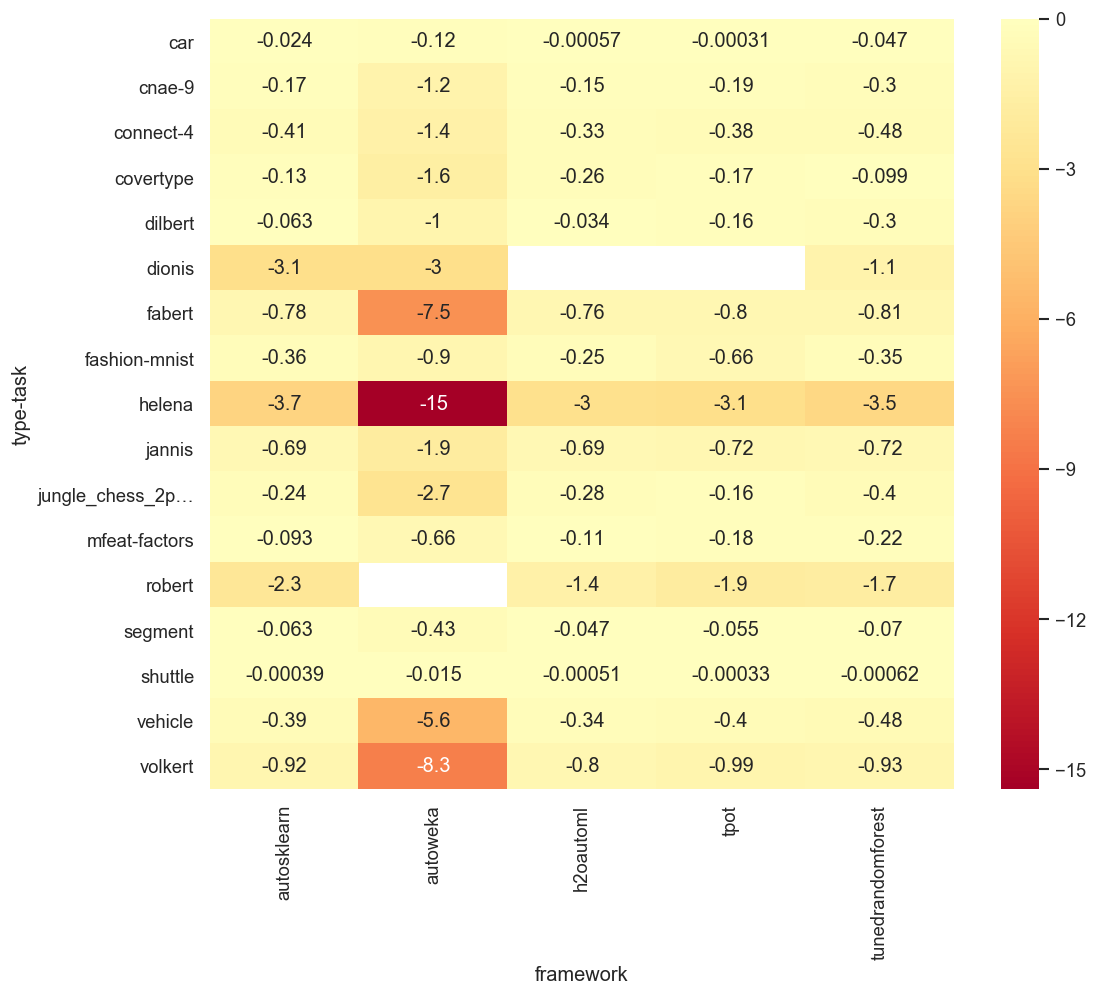 car -0.024 -0.12 -0.00057 -0.00031 -0.047
cnae-9 -0.17 -1.2 -0.15 -0.19 -0.3
connect-4 -0.41 -1.4 -0.33 -0.38 -0.48
covertype -0.13 -1.6 -0.26 -0.17 -0.099
dilbert -0.063 -1 -0.034 -0.16 -0.3
dionis -3.1 -3 -1.1
fabert -0.78 -7.5 -0.76 -0.8 -0.81
fashion-mnist -0.36 -0.9 -0.25 -0.66 -0.35
helena -3.7 -15 -3 -3.1 -3.5
jannis -0.69 -1.9 -0.69 -0.72 -0.72
jungle_chess_2p… -0.24 -2.7 -0.28 -0.16 -0.4
mfeat-factors -0.093 -0.66 -0.11 -0.18 -0.22
robert -2.3 -1.4 -1.9 -1.7
segment -0.063 -0.43 -0.047 -0.055 -0.07
shuttle -0.00039 -0.015 -0.00051 -0.00033 -0.00062
vehicle -0.39 -5.6 -0.34 -0.4 -0.48
volkert -0.92 -8.3 -0.8 -0.99 -0.93
type-task
autosklearn
autoweka
h2oautoml
tpot
tunedrandomforest
framework
0
−3
−6
−9
−12
−15